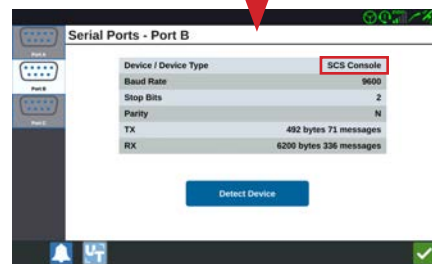 Serial Ports - Port B
Port A
Port B
Port C
Device / Device Type SCS Console
Baud Rate 9600
Stop Bits 2
Parity N
TX 492 bytes 71 messages
RX 6200 bytes 336 messages
Detect Device
UT